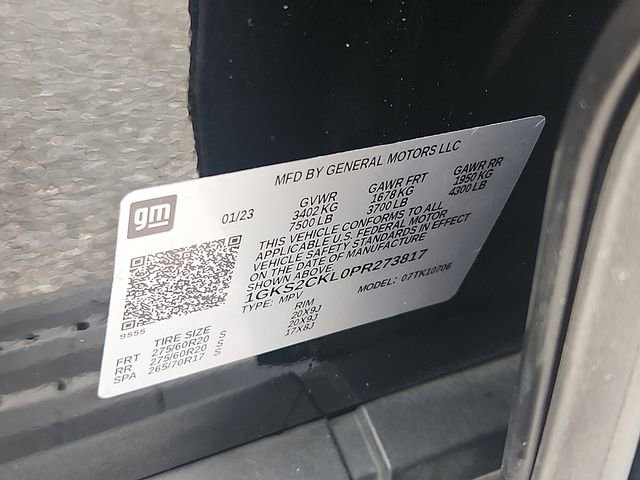 MFD BY GENERAL MOTORS LLC
gm
01/23
GVWR GAWR FRT GAWR RR
3402 KG 1678 KG 1950 KG
7500 LB 3700 LB 4300 LB
THIS VEHICLE CONFORMS TO ALL
APPLICABLE U.S. FEDERAL MOTOR
VEHICLE SAFETY STANDARDS IN EFFECT
ON THE DATE OF MANUFACTURE
SHOWN ABOVE.
1GKS2CKL0PR273817
TYPE: MPV MODEL: 07TK10706
9555
TIRE SIZE RIM
FRT 275/60R20 S 20X9J
RR 275/60R20 S 20X9J
SPA 265/70R17 S 17X8J